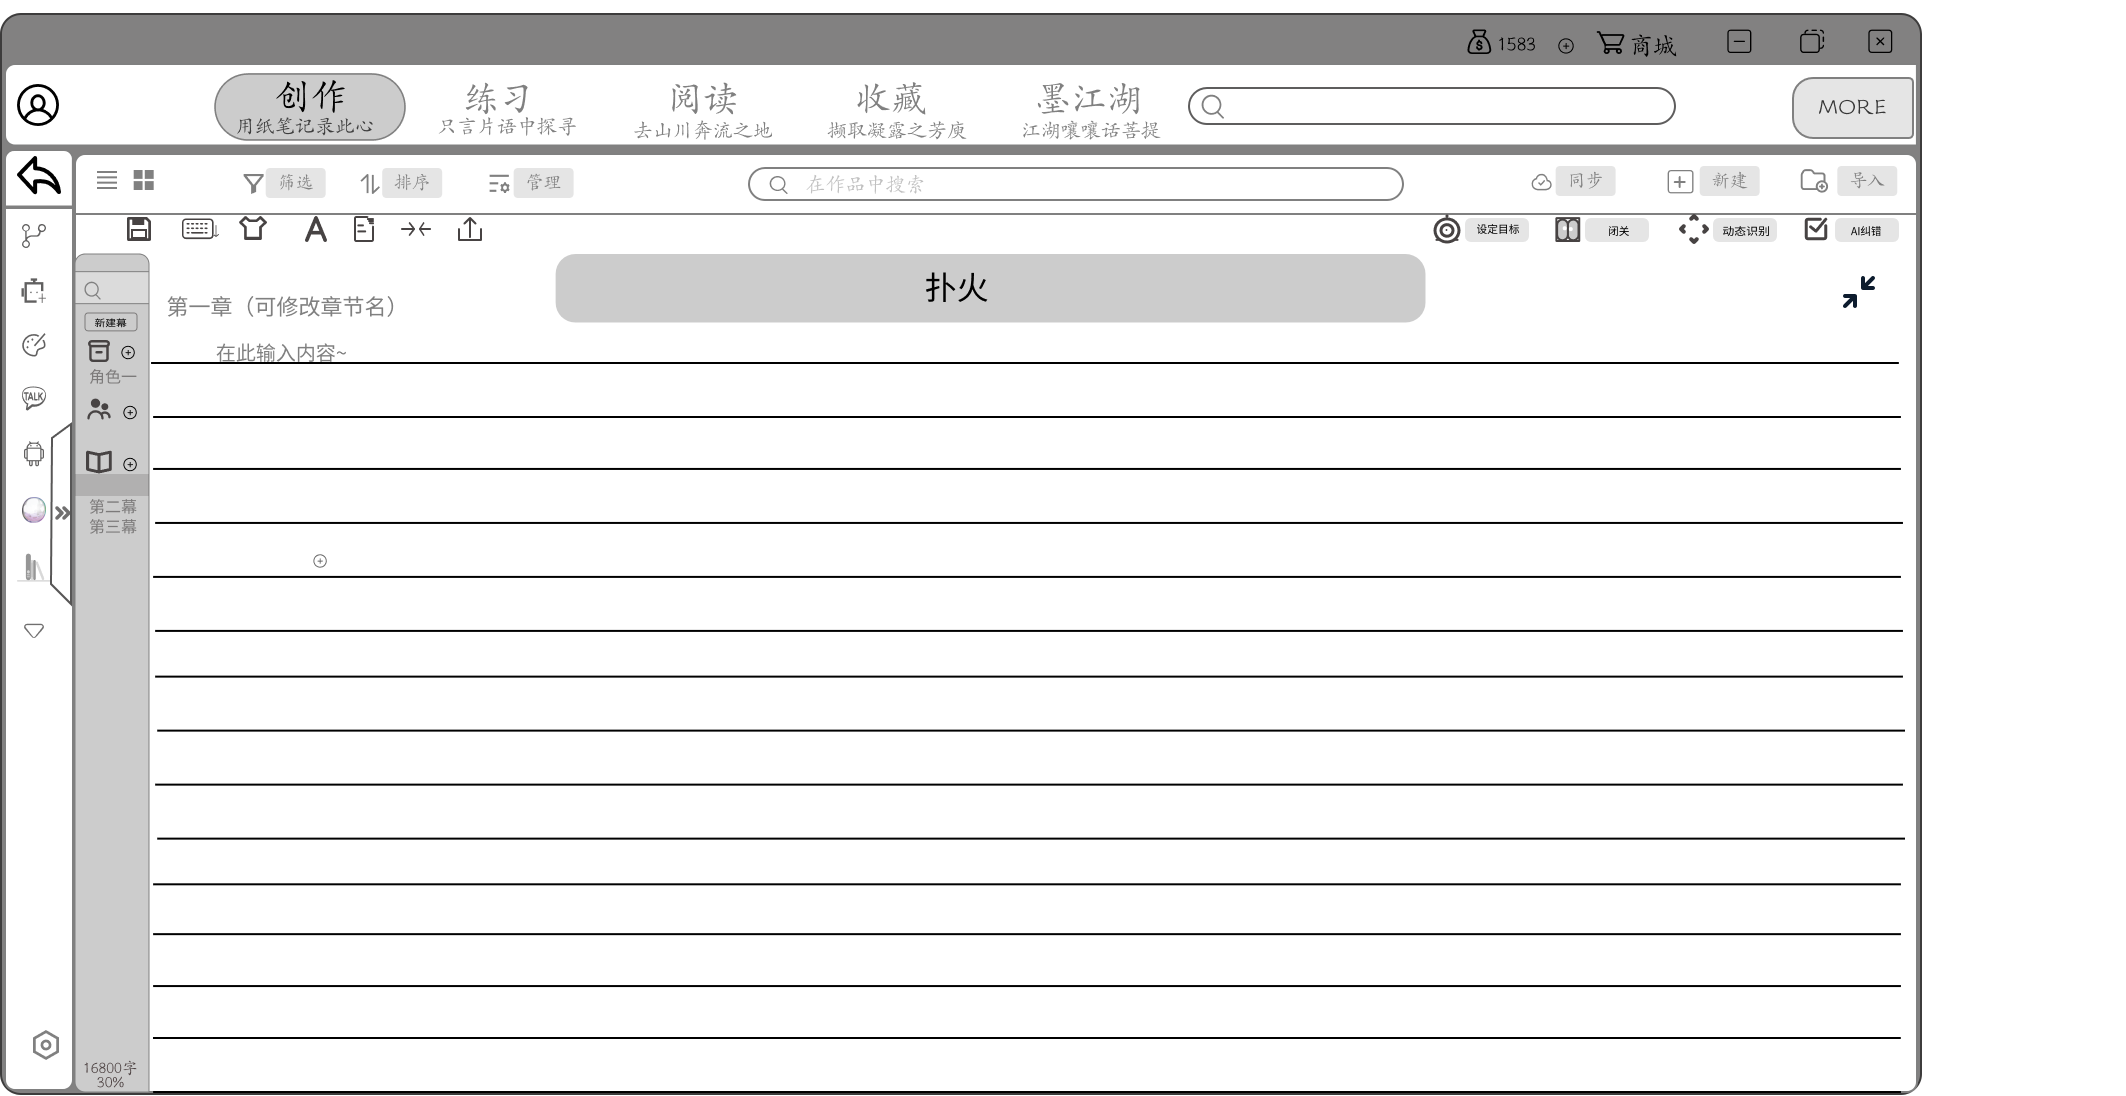 1583 商城
创作 练习 阅读 收藏 墨江湖
用纸笔记录此心 只言片语中探寻 去山川奔流之地 撷取凝露之芳庾 江湖嚷嚷话菩提
MORE
筛选 排序 管理 在作品中搜索 同步 新建 导入
设定目标 闭关 动态识别 AI纠错
扑火
第一章（可修改章节名）
新建幕
在此输入内容~
角色一
TALK
第二幕
第三幕
16800字
30%